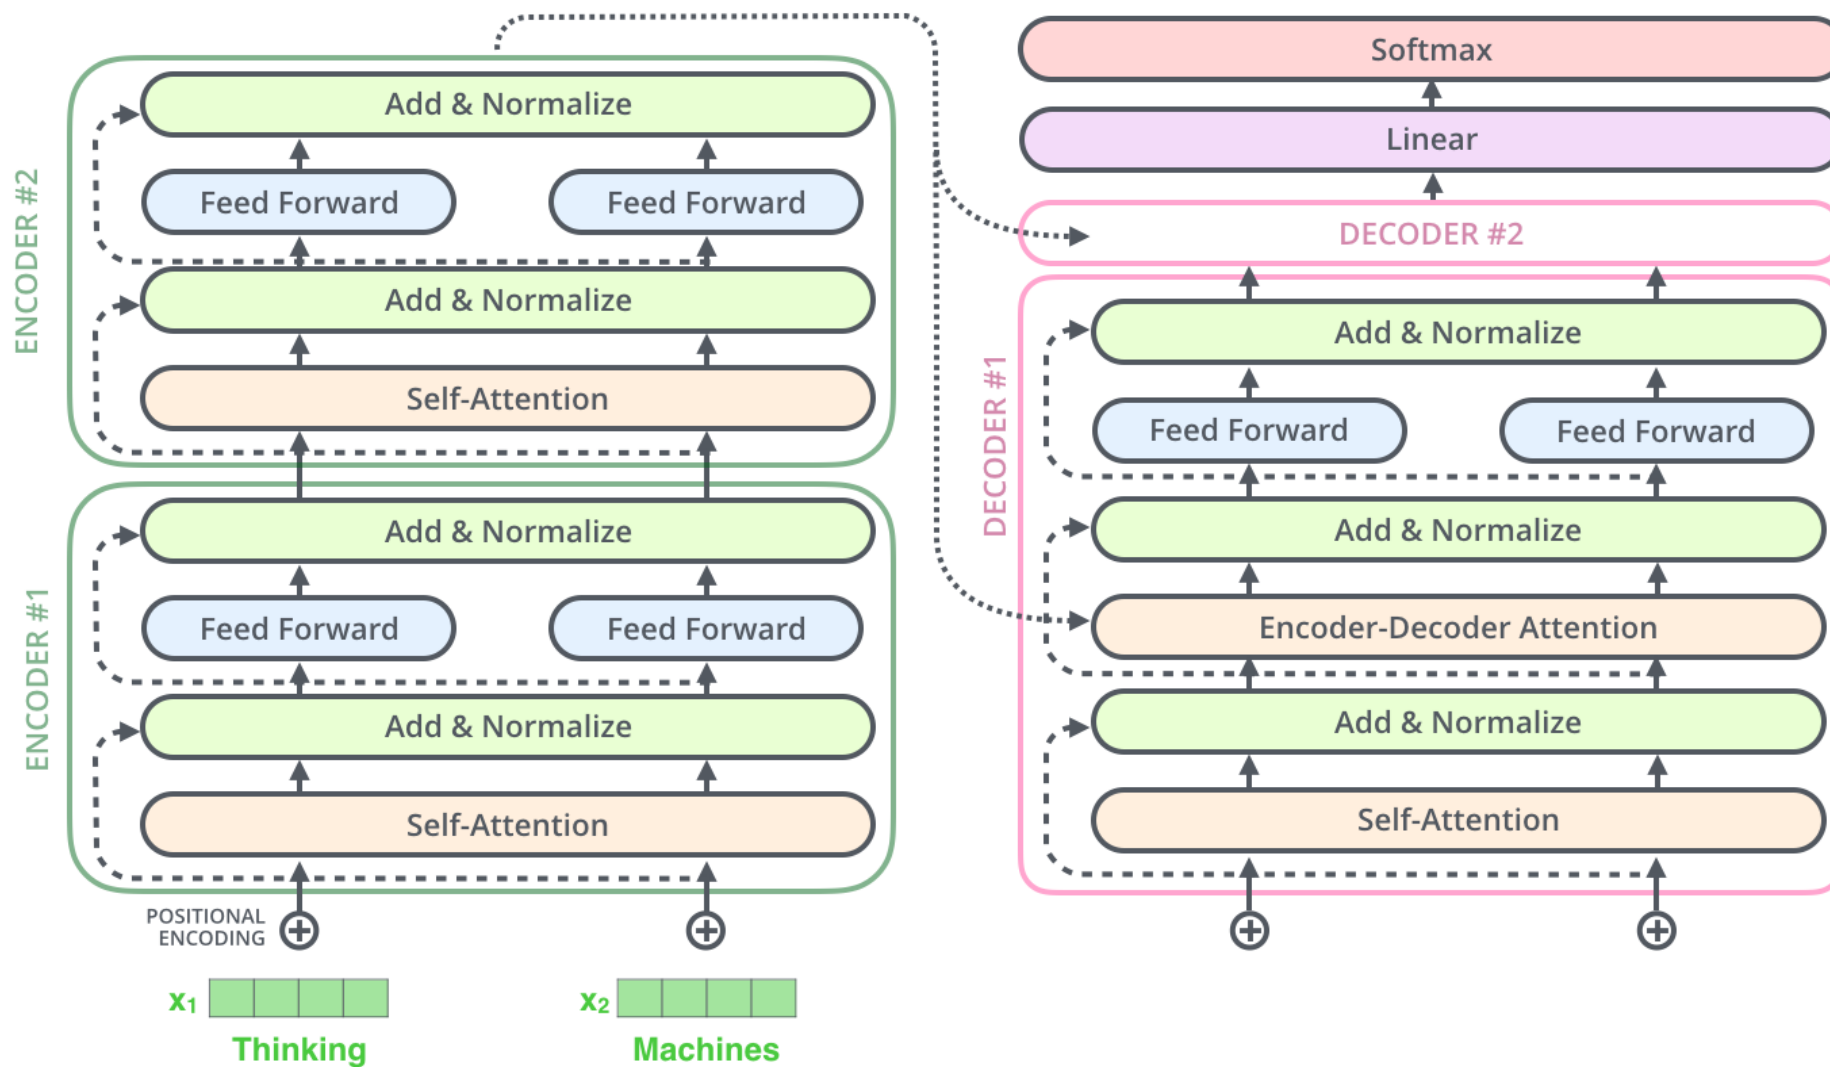 ENCODER #2
Add & Normalize
Feed Forward
Feed Forward
Add & Normalize
Self-Attention
ENCODER #1
Add & Normalize
Feed Forward
Feed Forward
Add & Normalize
Self-Attention
POSITIONAL
ENCODING
x1
x2
Thinking
Machines
Softmax
Linear
DECODER #2
DECODER #1
Add & Normalize
Feed Forward
Feed Forward
Add & Normalize
Encoder-Decoder Attention
Add & Normalize
Self-Attention